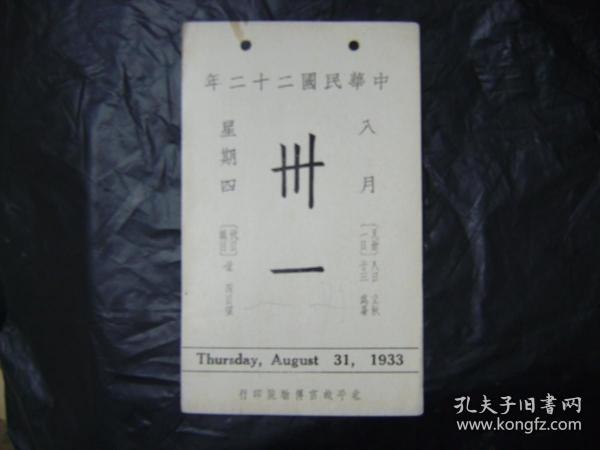 年二十二國民華中
八月
卅一
星期四
Thursday, August 31, 1933
行印院物博宮故平北
孔夫子旧書网
www.kongfz.com